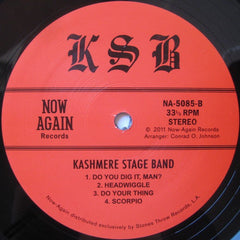 KSB
NA-5085-B
33⅓ RPM
STEREO
NOW
AGAIN
Records
℗ 2011 Now-Again Records
Arranger: Conrad O. Johnson
KASHMERE STAGE BAND
1. DO YOU DIG IT, MAN?
2. HEADWIGGLE
3. DO YOUR THING
4. SCORPIO
Now-Again distributed exclusively by Stones Throw Records, L.A.